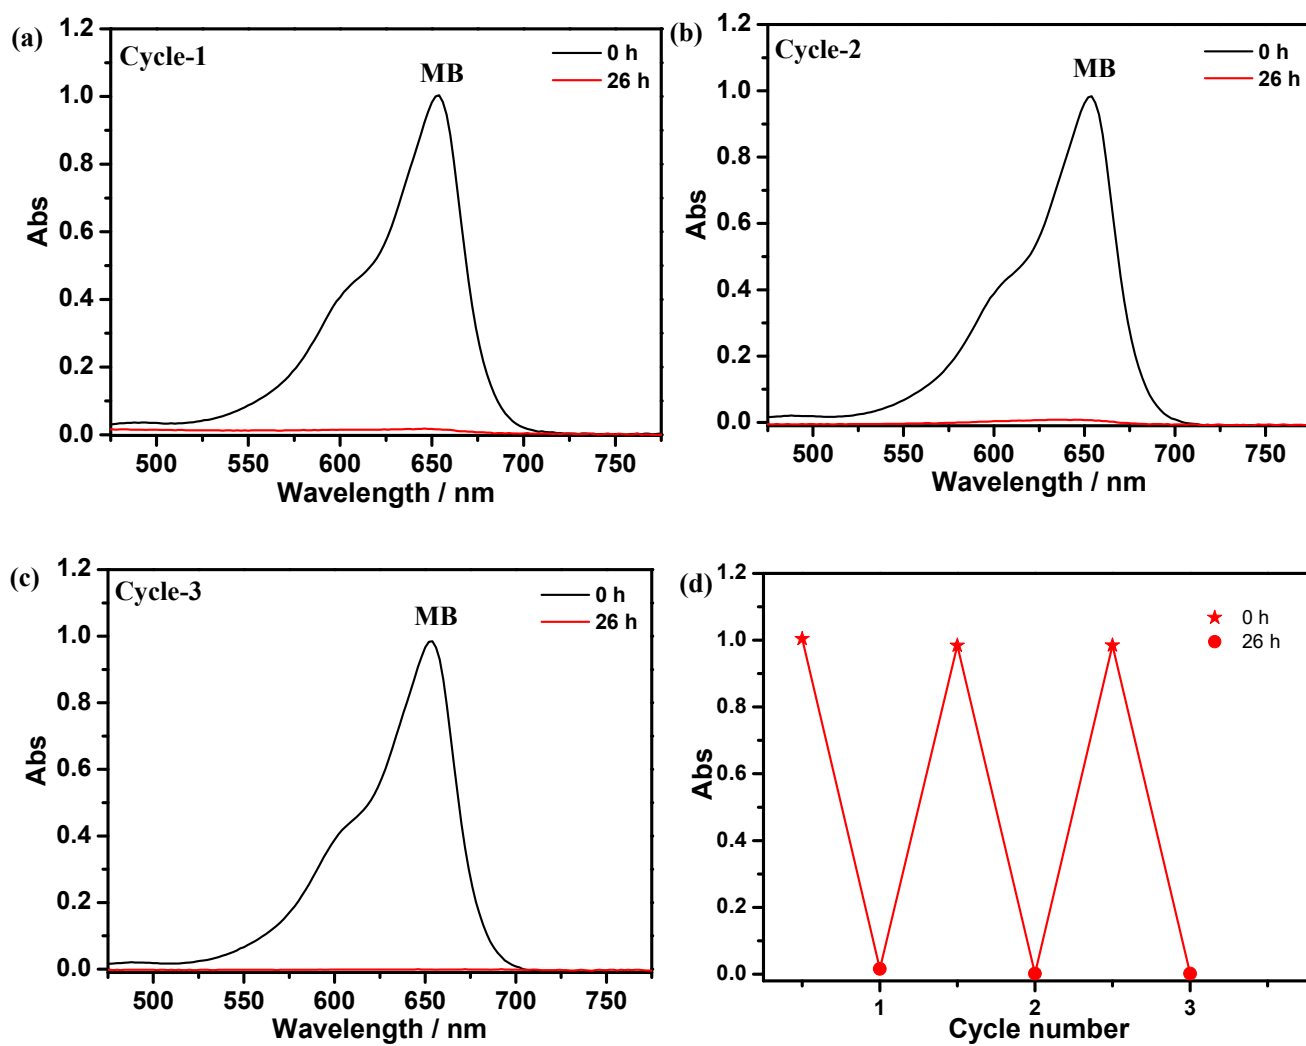 (a)
Cycle-1
MB
0 h
26 h
1.2
1.0
0.8
0.6
0.4
0.2
0.0
Abs
500 550 600 650 700 750
Wavelength / nm
(b)
Cycle-2
MB
0 h
26 h
1.2
1.0
0.8
0.6
0.4
0.2
0.0
Abs
500 550 600 650 700 750
Wavelength / nm
(c)
Cycle-3
MB
0 h
26 h
1.2
1.0
0.8
0.6
0.4
0.2
0.0
Abs
500 550 600 650 700 750
Wavelength / nm
(d)
0 h
26 h
1.2
1.0
0.8
0.6
0.4
0.2
0.0
Abs
1 2 3
Cycle number